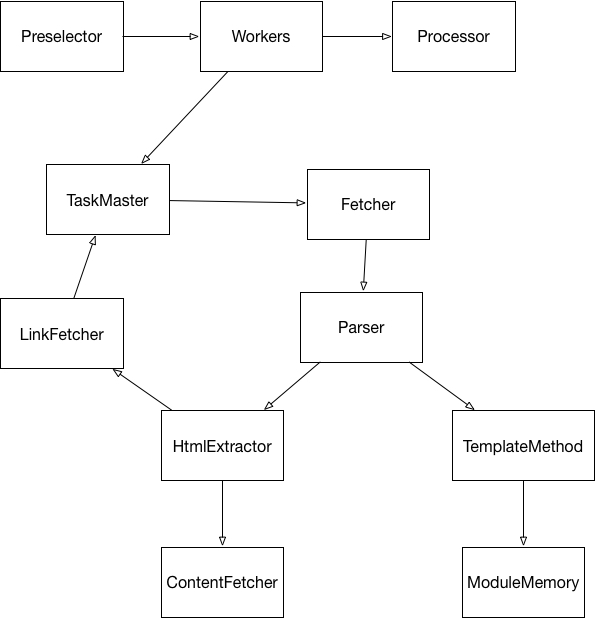 Preselector
Workers
Processor
TaskMaster
Fetcher
LinkFetcher
Parser
HtmlExtractor
TemplateMethod
ContentFetcher
ModuleMemory